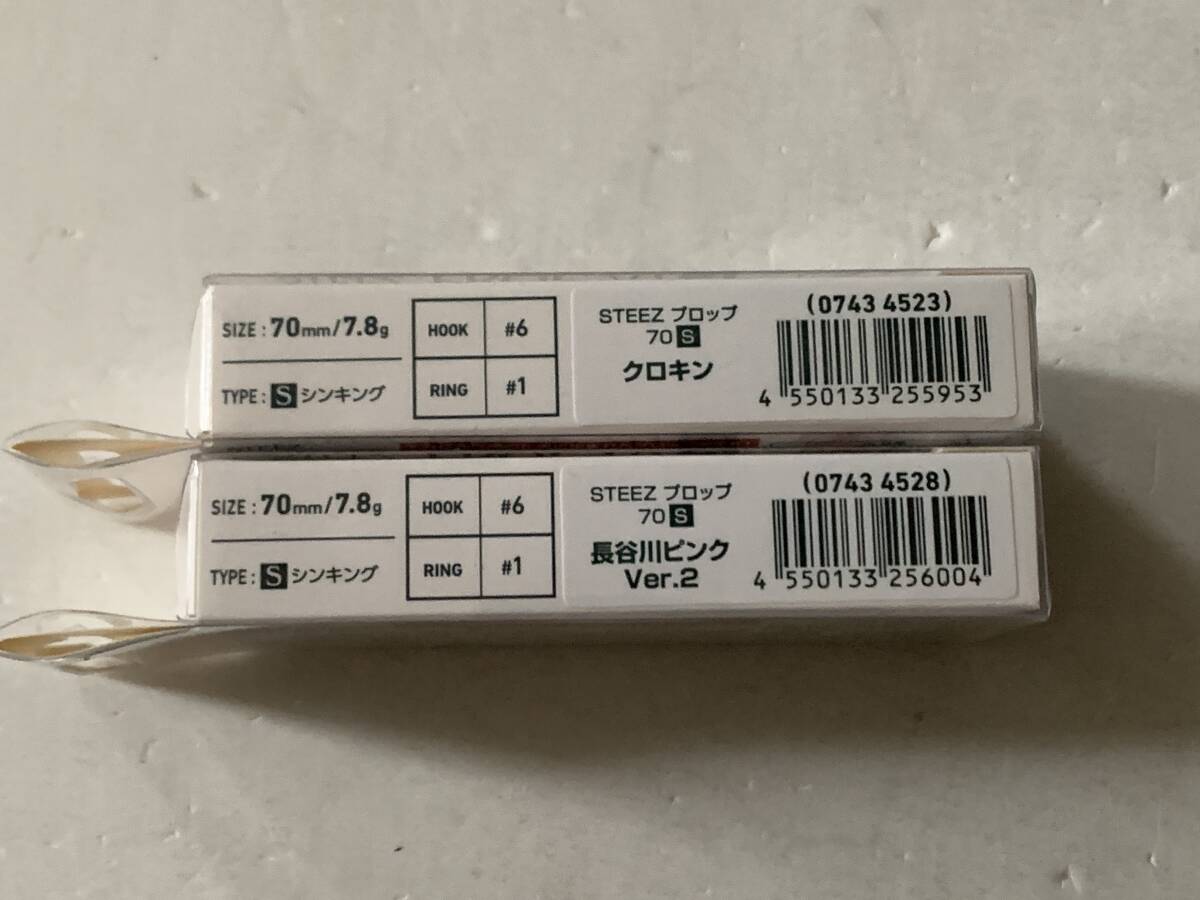 SIZE : 70mm/7.8g
TYPE : S シンキング
HOOK #6
RING #1
STEEZ プロップ
70 S
クロキン
(0743 4523)
4 550133 255953
SIZE : 70mm/7.8g
TYPE : S シンキング
HOOK #6
RING #1
STEEZ プロップ
70 S
長谷川ピンク
Ver.2
(0743 4528)
4 550133 256004